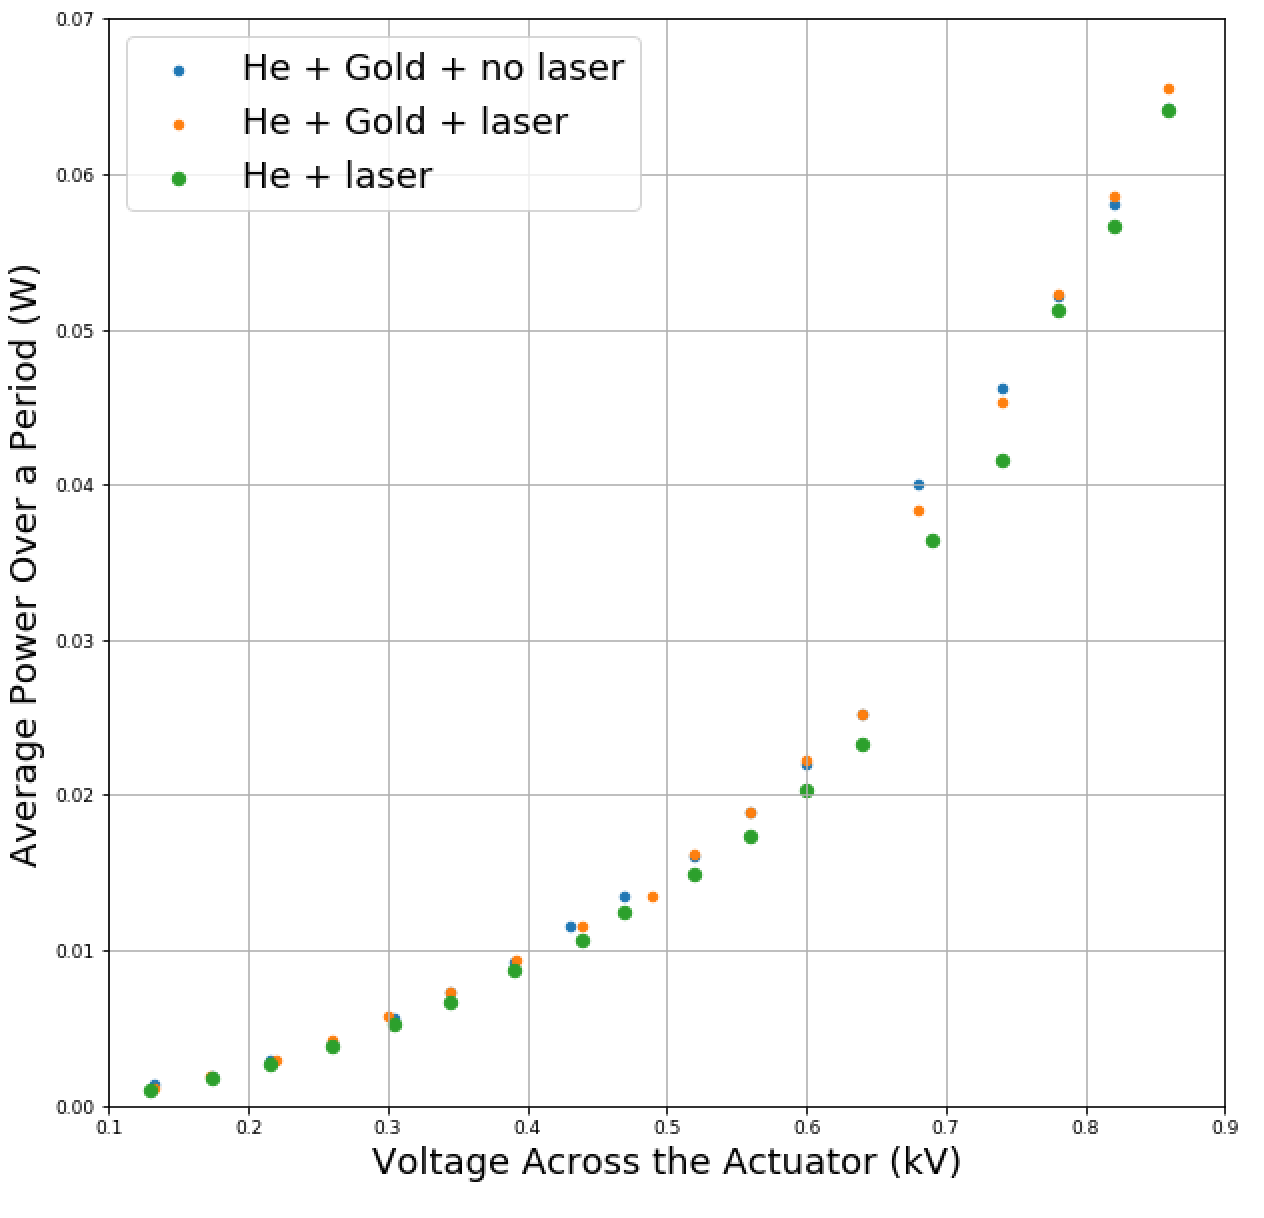 He + Gold + no laser
He + Gold + laser
He + laser
0.07
0.06
0.05
0.04
0.03
0.02
0.01
0.00
0.1 0.2 0.3 0.4 0.5 0.6 0.7 0.8 0.9
Voltage Across the Actuator (kV)
Average Power Over a Period (W)